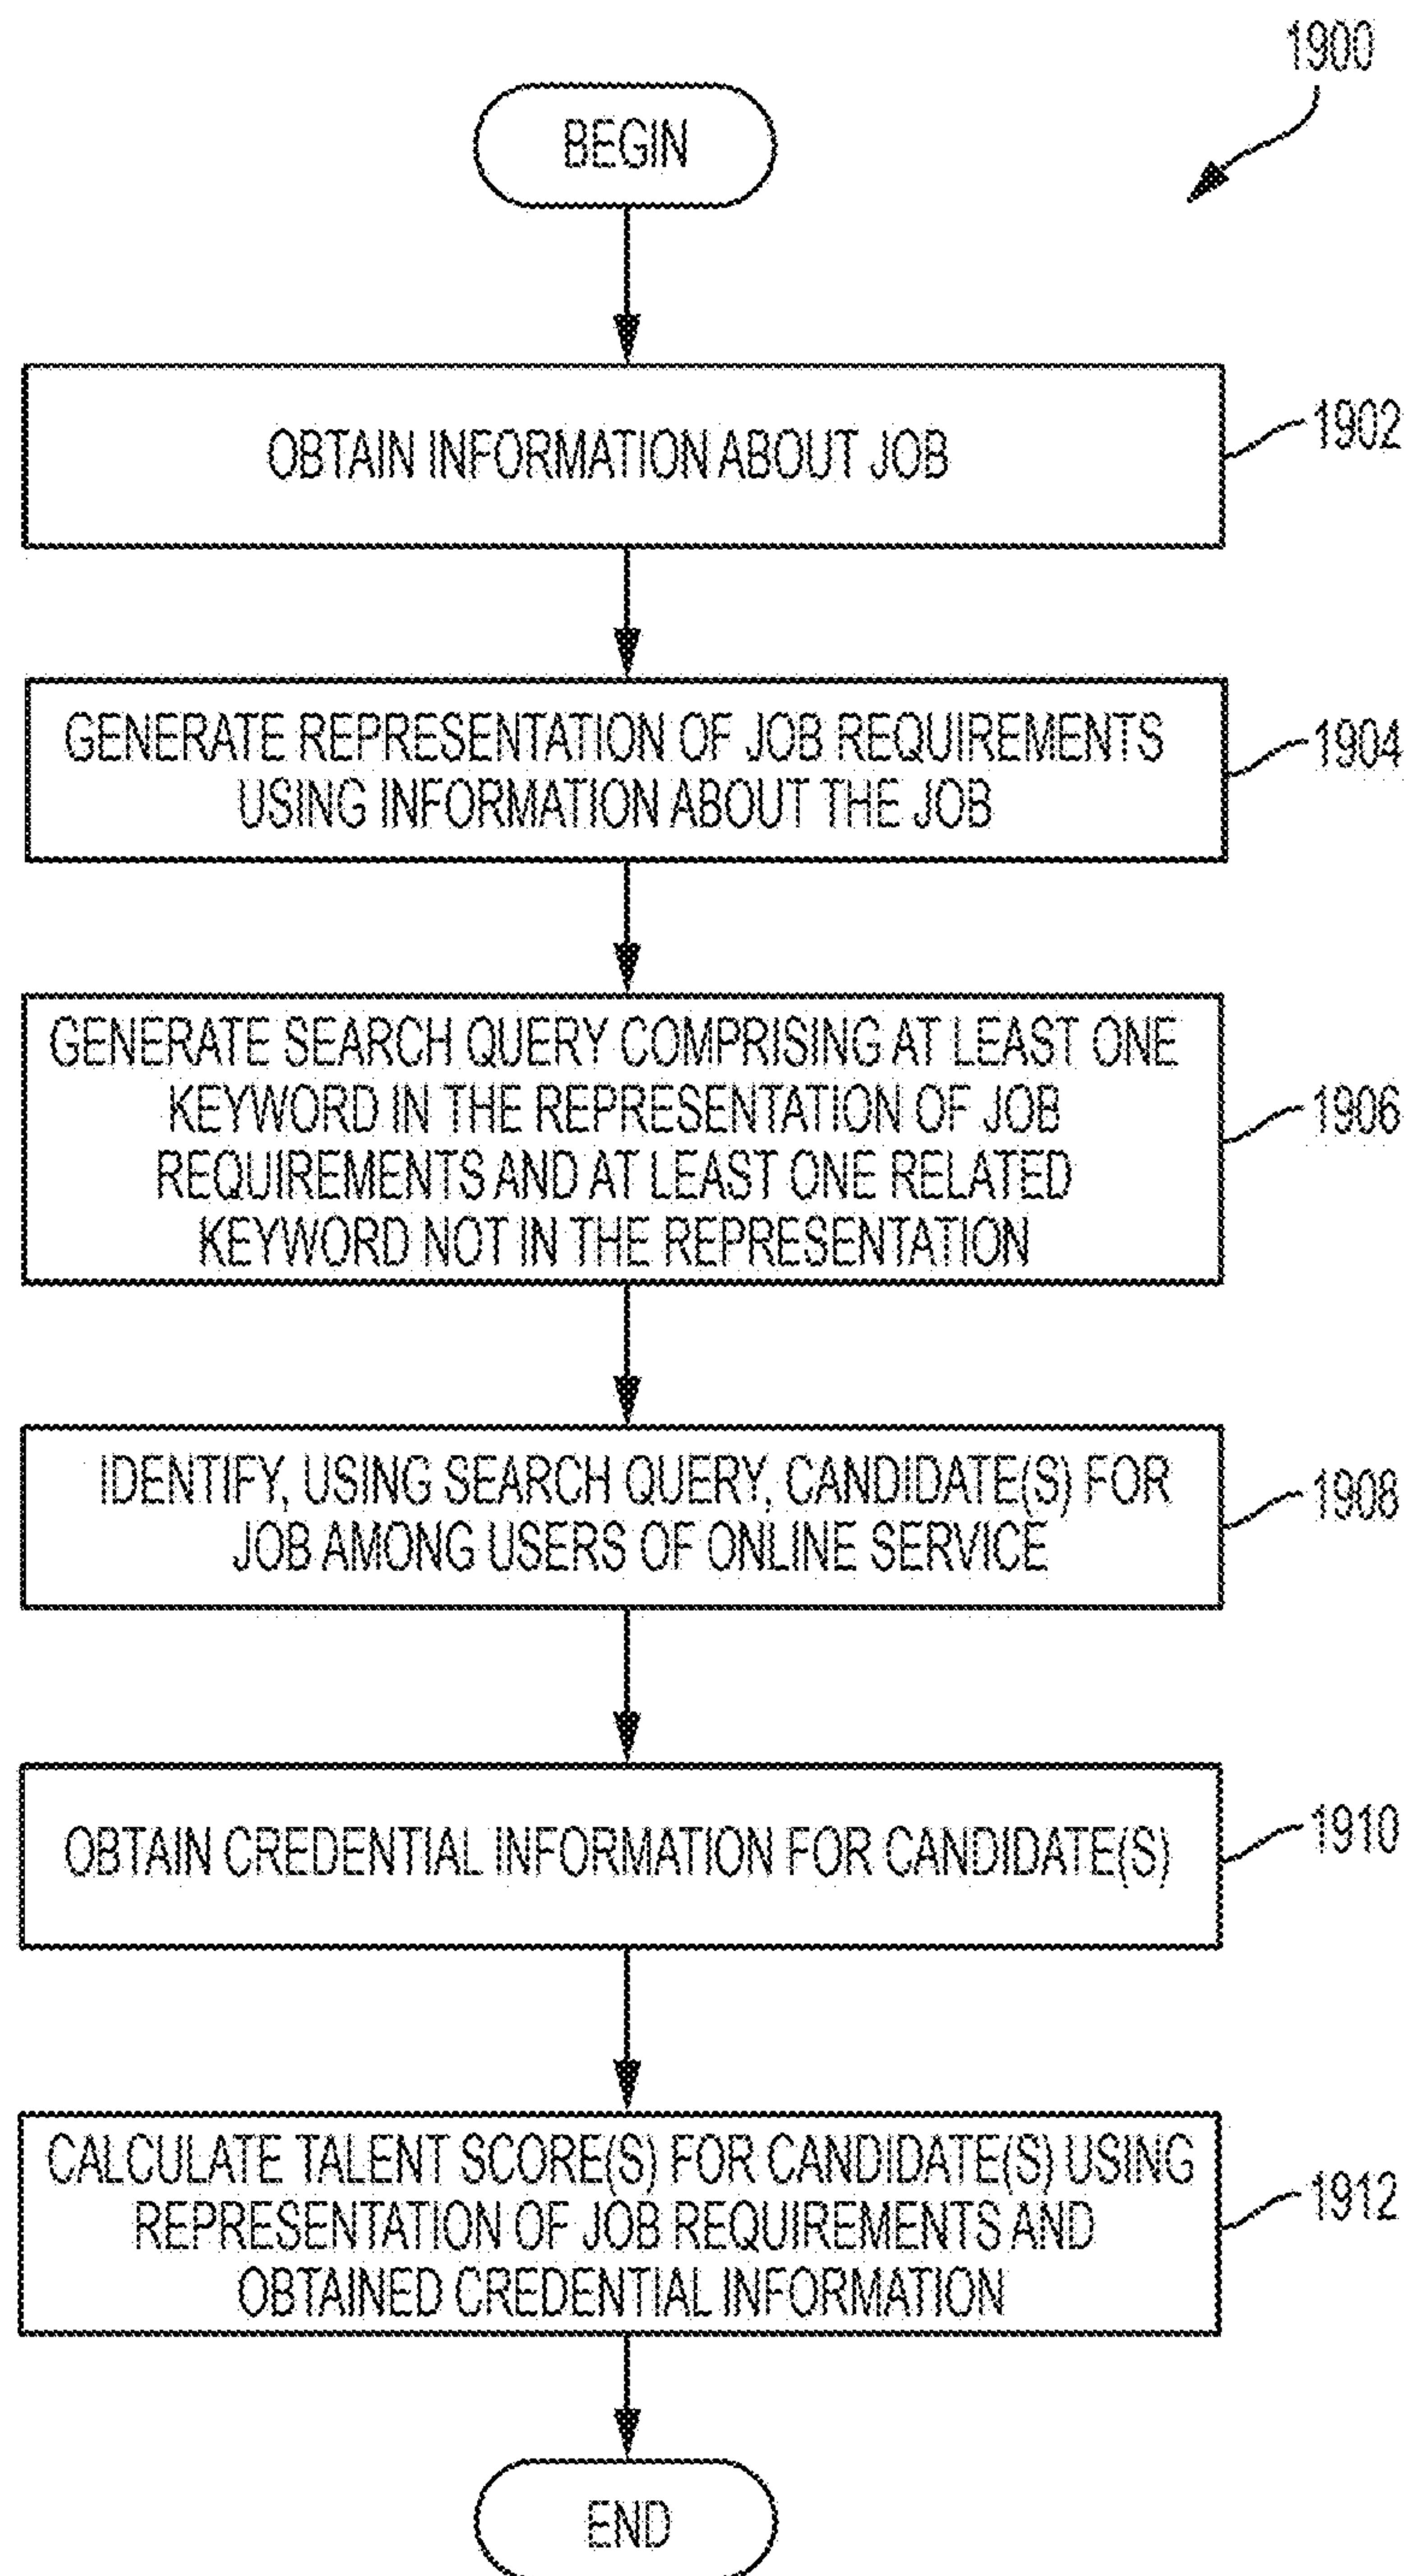 1900
BEGIN
OBTAIN INFORMATION ABOUT JOB
1902
GENERATE REPRESENTATION OF JOB REQUIREMENTS
USING INFORMATION ABOUT THE JOB
1904
GENERATE SEARCH QUERY COMPRISING AT LEAST ONE
KEYWORD IN THE REPRESENTATION OF JOB
REQUIREMENTS AND AT LEAST ONE RELATED
KEYWORD NOT IN THE REPRESENTATION
1906
IDENTIFY, USING SEARCH QUERY, CANDIDATE(S) FOR
JOB AMONG USERS OF ONLINE SERVICE
1908
OBTAIN CREDENTIAL INFORMATION FOR CANDIDATE(S)
1910
CALCULATE TALENT SCORE(S) FOR CANDIDATE(S) USING
REPRESENTATION OF JOB REQUIREMENTS AND
OBTAINED CREDENTIAL INFORMATION
1912
END